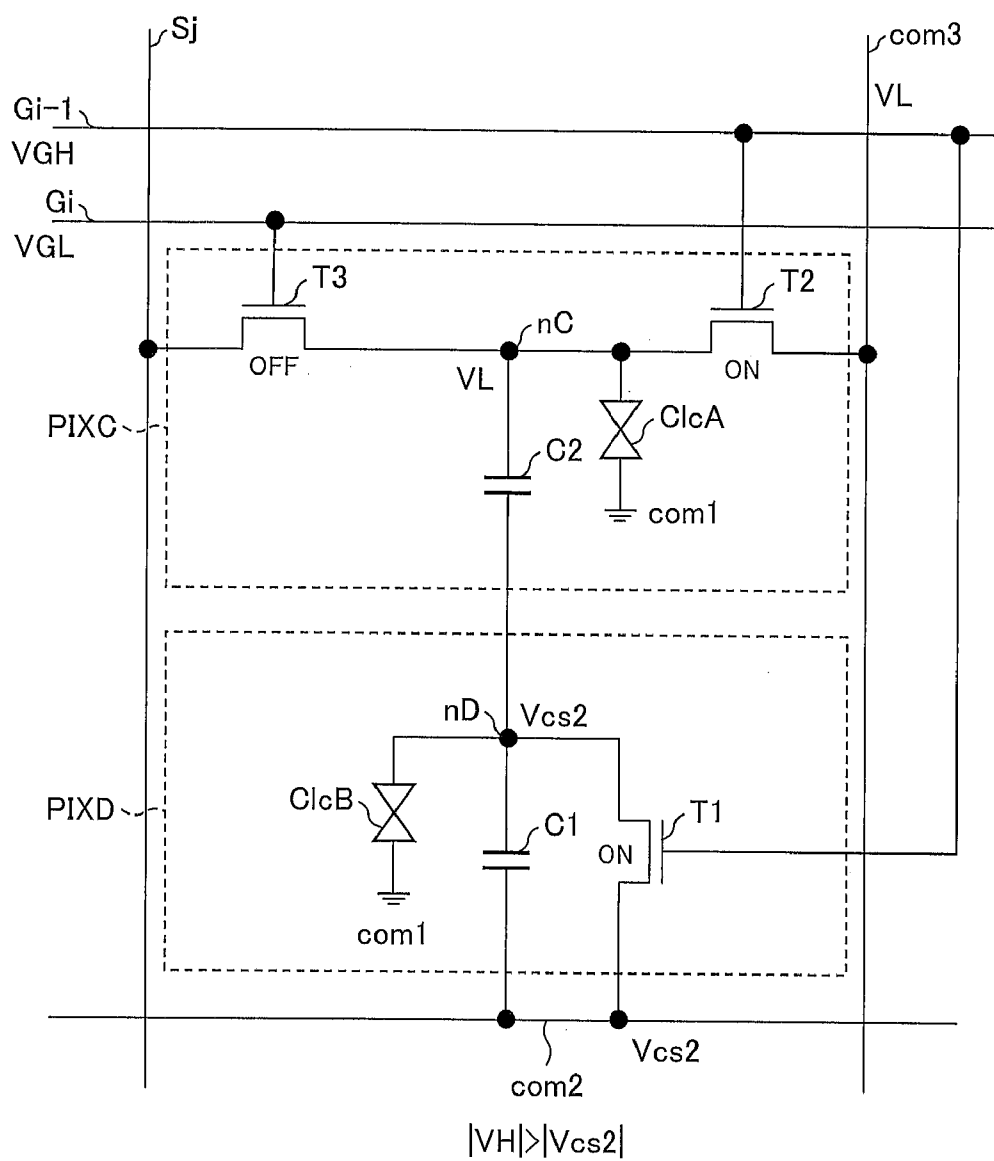 Sj
com3
VL
Gi-1
VGH
Gi
VGL
T3
T2
nC
OFF
VL
ON
PIXC
ClcA
C2
com1
nD
Vcs2
PIXD
ClcB
C1
T1
ON
com1
Vcs2
com2
|VH|>|Vcs2|